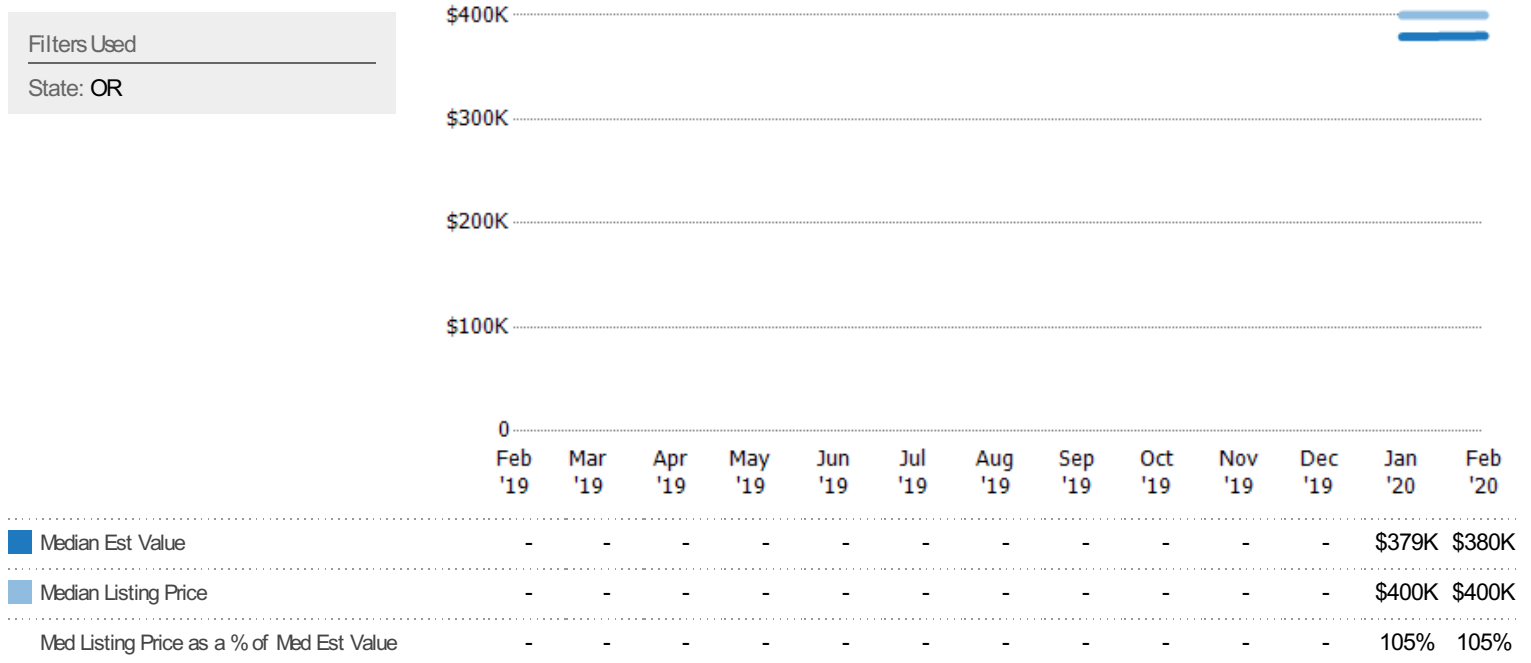 Filters Used
State: OR
$400K
$300K
$200K
$100K
0
Feb Mar Apr May Jun Jul Aug Sep Oct Nov Dec Jan Feb
'19 '19 '19 '19 '19 '19 '19 '19 '19 '19 '19 '20 '20
Median Est Value - - - - - - - - - - - $379K $380K
Median Listing Price - - - - - - - - - - - $400K $400K
Med Listing Price as a % of Med Est Value - - - - - - - - - - - 105% 105%